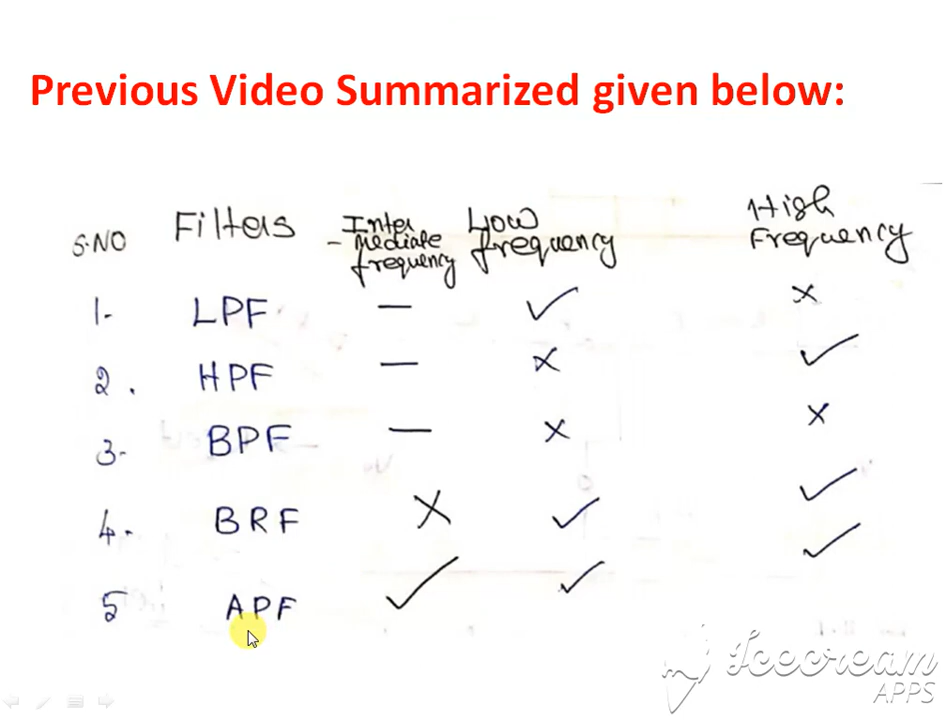 Previous Video Summarized given below:
S.NO Filters Inter Low High
- mediate frequency Frequency
frequency
1. LPF — ✓ ×
2. HPF — × ✓
3. BPF — × ×
4. BRF × ✓ ✓
5 APF ✓ ✓ ✓
Icecream
APPS